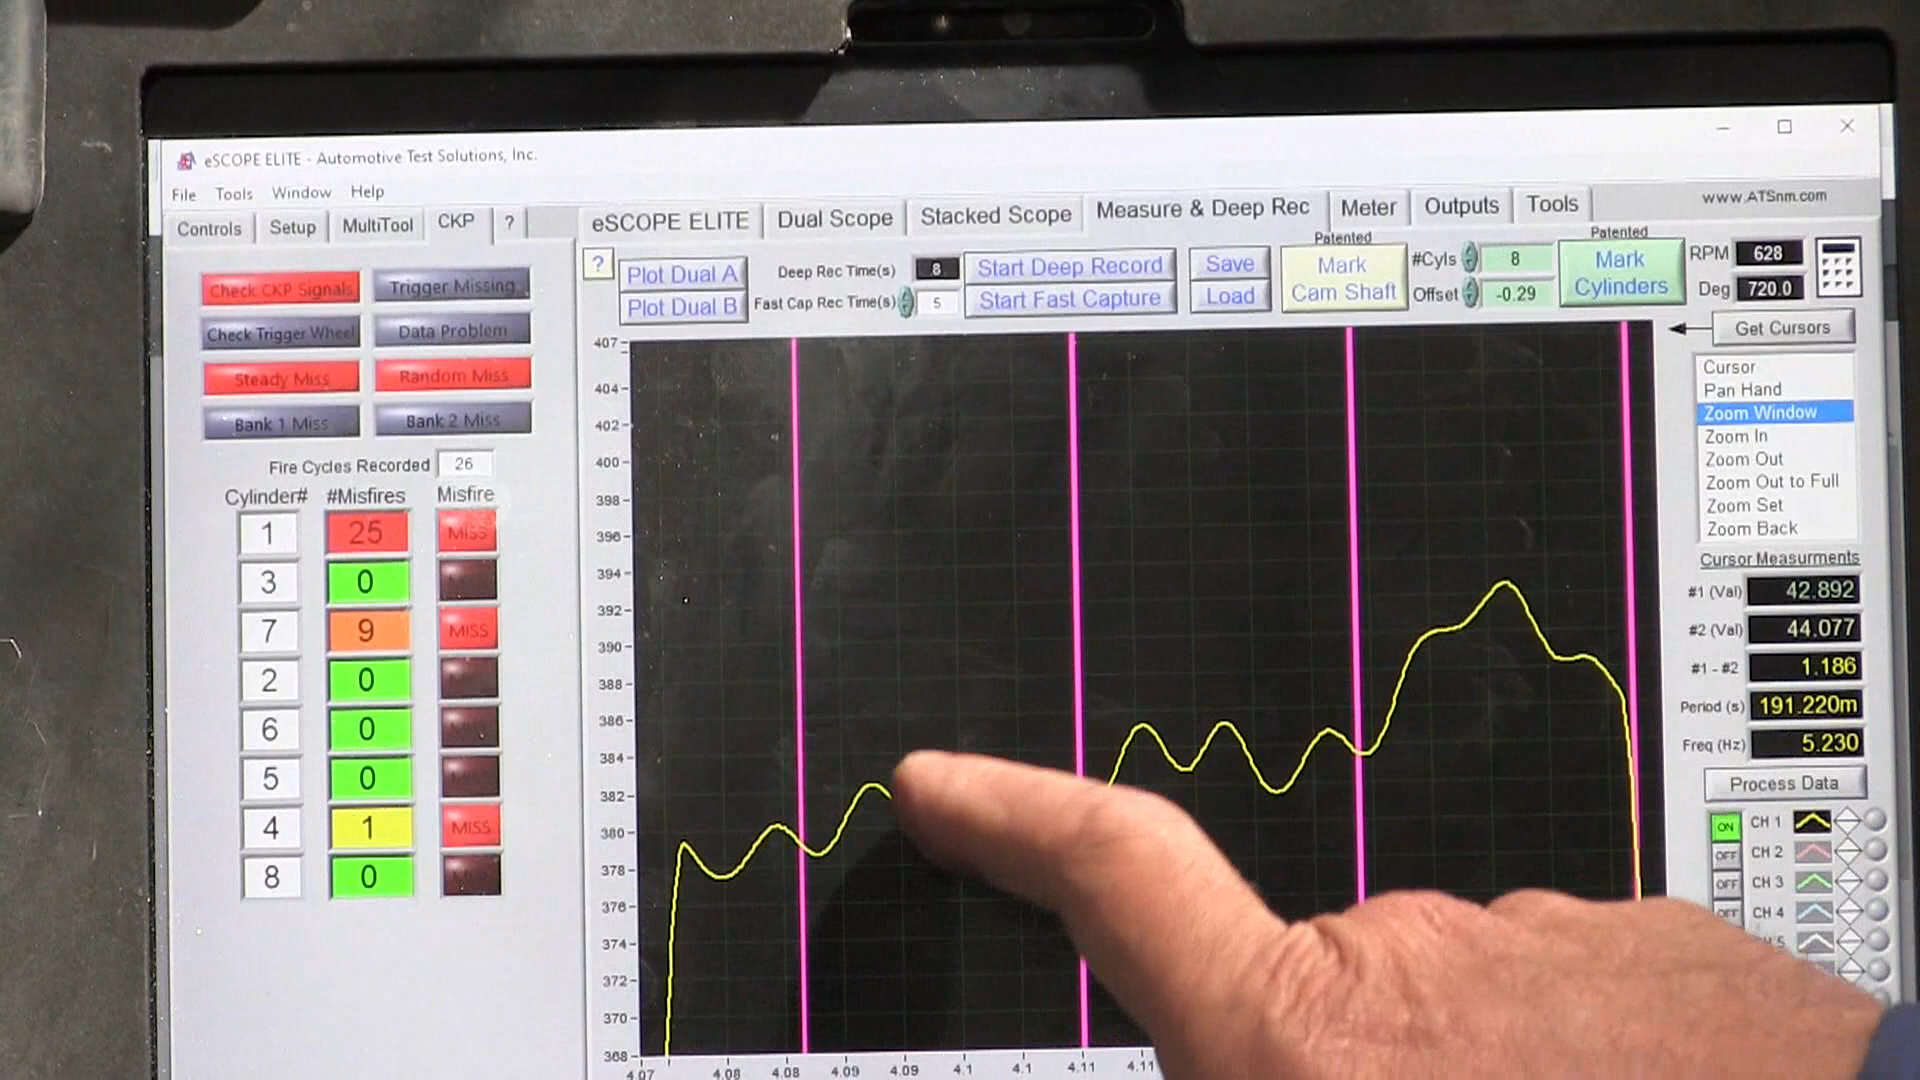 eSCOPE ELITE - Automotive Test Solutions, Inc.
File Tools Window Help
www.ATSnm.com
Controls Setup MultiTool CKP ?
eSCOPE ELITE Dual Scope Stacked Scope Measure & Deep Rec Meter Outputs Tools
Check CKP Signals Trigger Missing
Check Trigger Wheel Data Problem
Steady Miss Random Miss
Bank 1 Miss Bank 2 Miss
Fire Cycles Recorded 26
Cylinder# #Misfires Misfire
1 25 MISS
3 0
7 9 MISS
2 0
6 0
5 0
4 1 MISS
8 0
?
Plot Dual A
Plot Dual B
Deep Rec Time(s) 8
Fast Cap Rec Time(s) 5
Start Deep Record
Start Fast Capture
Save
Load
Patented
Mark
Cam Shaft
#Cyls 8
Offset -0.29
Patented
Mark
Cylinders
RPM 628
Deg 720.0
Get Cursors
Cursor
Pan Hand
Zoom Window
Zoom In
Zoom Out
Zoom Out to Full
Zoom Set
Zoom Back
Cursor Measurments
#1 (Val) 42.892
#2 (Val) 44.077
#1 - #2 1.186
Period (s) 191.220m
Freq (Hz) 5.230
Process Data
ON CH 1
OFF CH 2
OFF CH 3
OFF CH 4
407
404
402
400
398
396
394
392
390
388
386
384
382
380
378
376
374
372
370
368
4.07 4.08 4.08 4.09 4.09 4.1 4.1 4.11 4.11